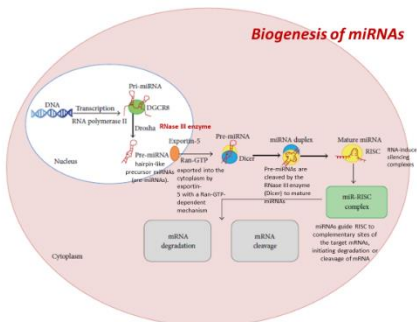 Biogenesis of miRNAs
Pri-miRNA
DGCR8
DNA
Transcription
RNA polymerase II
Drosha
RNase III enzyme
Exportin-5
Ran-GTP
Nucleus
Pre-miRNA
hairpin-like
precursor miRNAs
(pre-miRNAs).
exported into the
cytoplasm by
exportin-
5 with a Ran-GTP-
dependent
mechanism
Pre-miRNA
Dicer
miRNA duplex
Pre-miRNAs are
cleaved by the
RNase III enzyme
(Dicer) to mature
miRNAs
Mature miRNA
RISC
RNA-induce
silencing
complexes
miR-RISC
complex
miRNAs guide RISC to
complementary sites of
the target mRNAs,
initiating degradation or
cleavage of mRNA
mRNA
degradation
mRNA
cleavage
Cytoplasm